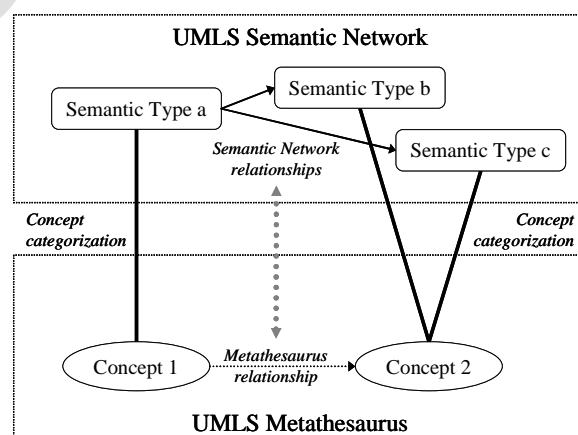 UMLS Semantic Network
Semantic Type b
Semantic Type a
Semantic Network
relationships
Semantic Type c
Concept
categorization
Concept
categorization
Concept 1
Metathesaurus
relationship
Concept 2
UMLS Metathesaurus